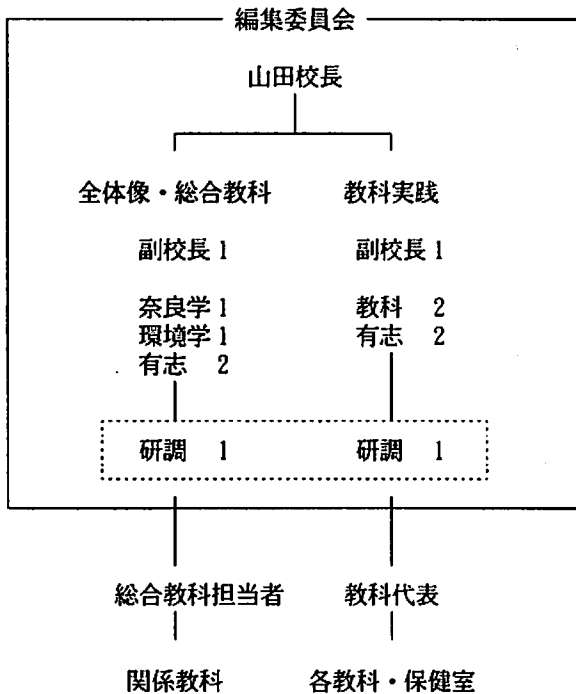 編集委員会
山田校長
全体像・総合教科 教科実践
副校長 1 副校長 1
奈良学 1 教科 2
環境学 1 有志 2
有志 2
研調 1 研調 1
総合教科担当者 教科代表
関係教科 各教科・保健室